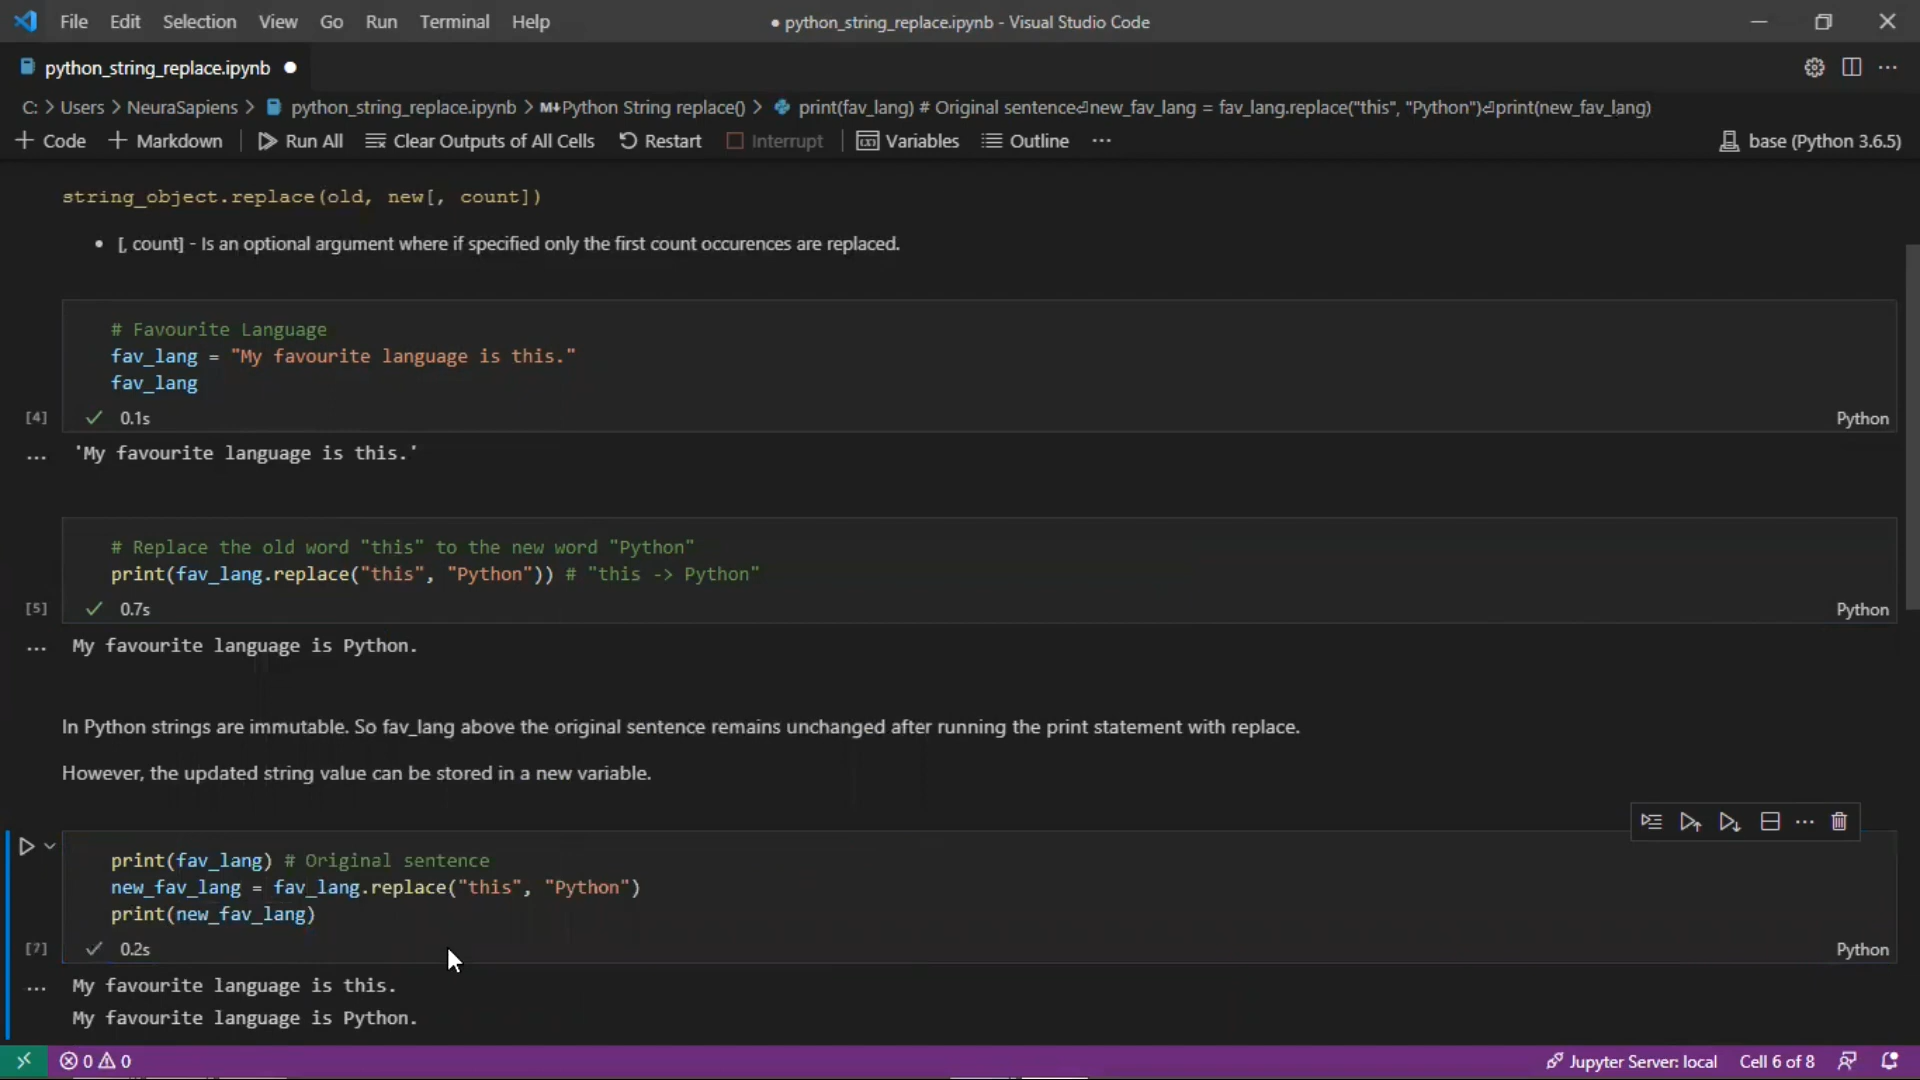 File Edit Selection View Go Run Terminal Help ● python_string_replace.ipynb - Visual Studio Code
python_string_replace.ipynb ●
C: > Users > NeuraSapiens > python_string_replace.ipynb > M↓Python String replace() > print(fav_lang) # Original sentence⏎new_fav_lang = fav_lang.replace("this", "Python")⏎print(new_fav_lang)
+ Code + Markdown Run All Clear Outputs of All Cells Restart Interrupt Variables Outline ... base (Python 3.6.5)
string_object.replace(old, new[, count])
• [, count] - Is an optional argument where if specified only the first count occurences are replaced.
# Favourite Language
fav_lang = "My favourite language is this."
fav_lang
[4] ✓ 0.1s Python
... 'My favourite language is this.'
# Replace the old word "this" to the new word "Python"
print(fav_lang.replace("this", "Python")) # "this -> Python"
[5] ✓ 0.7s Python
... My favourite language is Python.
In Python strings are immutable. So fav_lang above the original sentence remains unchanged after running the print statement with replace.
However, the updated string value can be stored in a new variable.
print(fav_lang) # Original sentence
new_fav_lang = fav_lang.replace("this", "Python")
print(new_fav_lang)
[7] ✓ 0.2s Python
... My favourite language is this.
My favourite language is Python.
0 0 Jupyter Server: local Cell 6 of 8